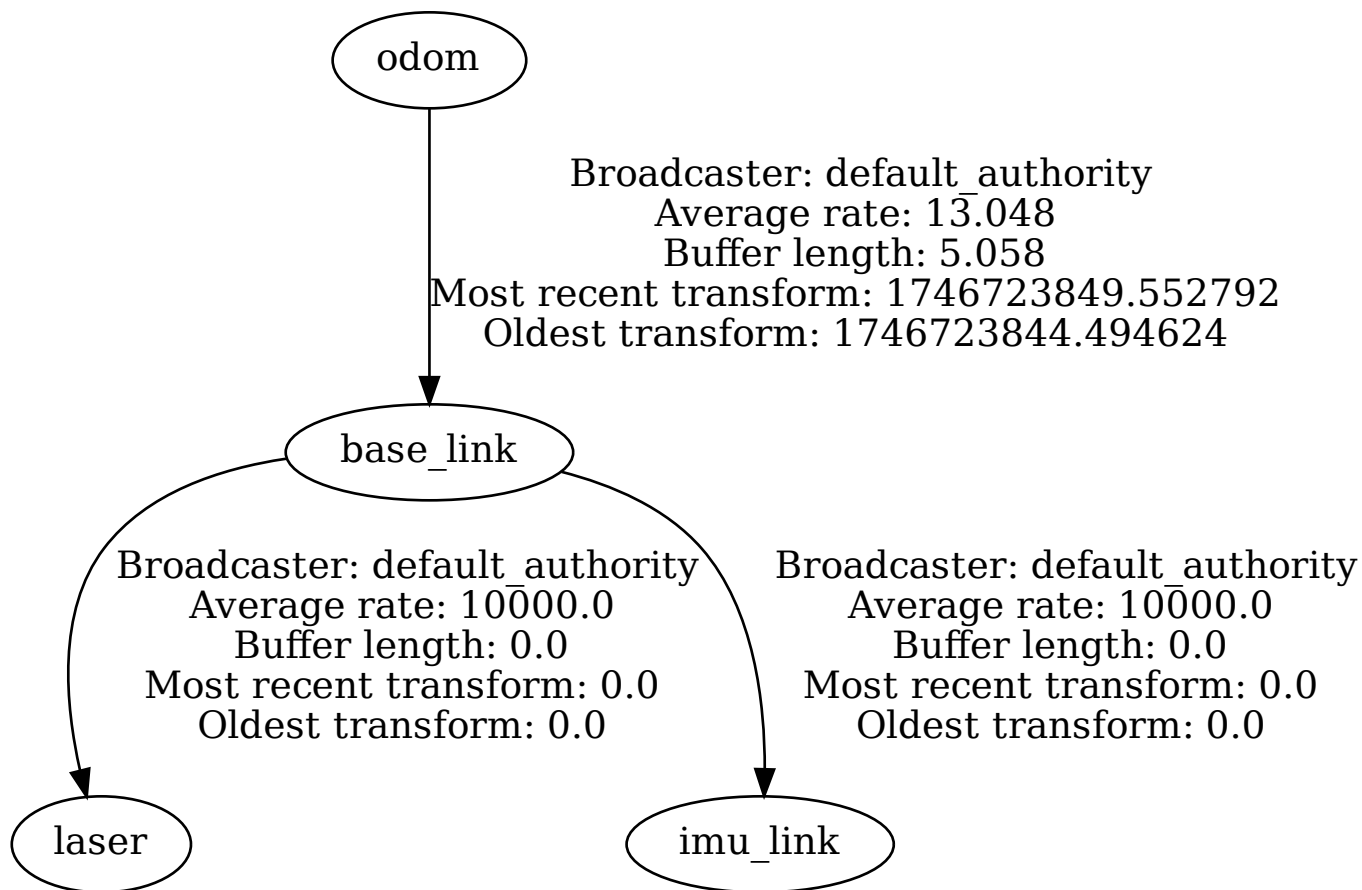 odom
Broadcaster: default_authority
Average rate: 13.048
Buffer length: 5.058
Most recent transform: 1746723849.552792
Oldest transform: 1746723844.494624
base_link
Broadcaster: default_authority
Average rate: 10000.0
Buffer length: 0.0
Most recent transform: 0.0
Oldest transform: 0.0
Broadcaster: default_authority
Average rate: 10000.0
Buffer length: 0.0
Most recent transform: 0.0
Oldest transform: 0.0
laser
imu_link